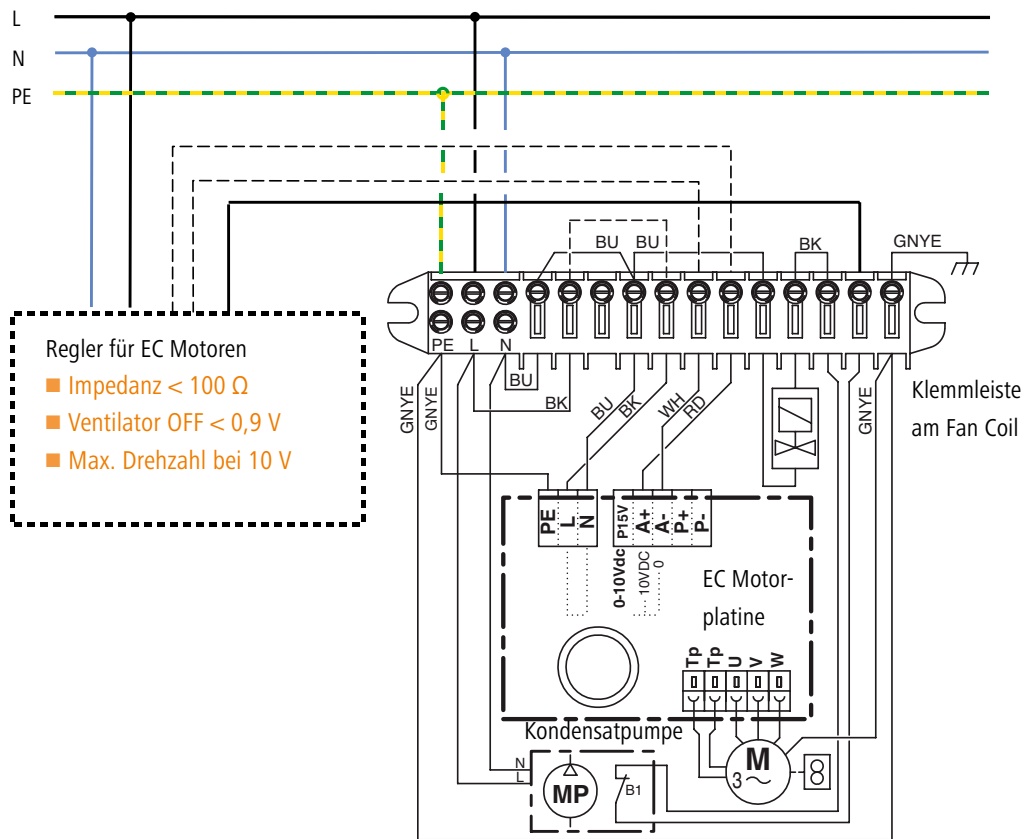 L
N
PE
BU
BU
BK
GNYE
Regler für EC Motoren
Impedanz < 100 Ω
Ventilator OFF < 0,9 V
Max. Drehzahl bei 10 V
PE
L
N
BU
BK
GNYE
GNYE
BU
BK
WH
RD
GNYE
Klemmleiste
am Fan Coil
PE
L
N
P15V
A+
A-
P+
P-
0-10Vdc
10VDC
0
EC Motor-
platine
Tp
Tp
U
V
W
Kondensatpumpe
N
L
MP
B1
M
3